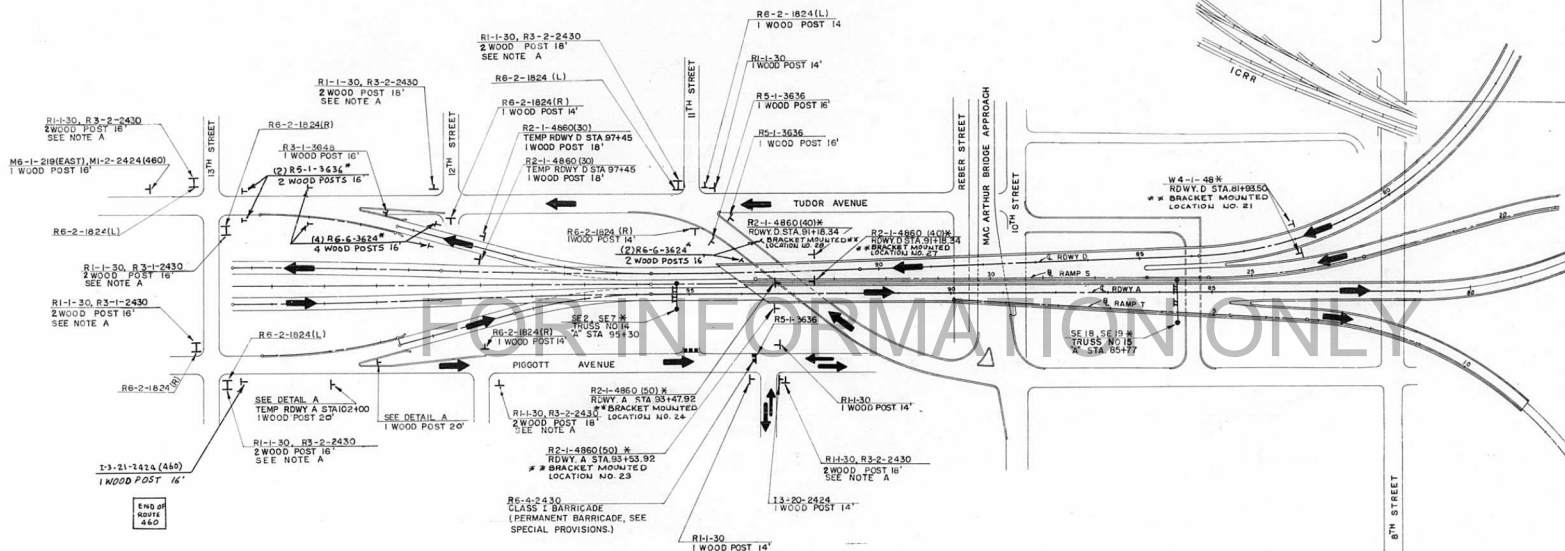 R6-2-1824(L)
1 WOOD POST 14
R1-1-30
1 WOOD POST 14'
R5-1-3636
1 WOOD POST 16'
R5-1-3636
1 WOOD POST 16'
R1-1-30, R3-2-2430
2 WOOD POST 18'
SEE NOTE A
R6-2-1824 (L)
R6-2-1824(R)
1 WOOD POST 14'
R2-1-4860(30)
TEMP RDWY D STA 97+45
1 WOOD POST 18'
R2-1-4860 (30)
TEMP RDWY D STA 97+45
1 WOOD POST 18'
R1-1-30, R3-2-2430
2 WOOD POST 18'
SEE NOTE A
R1-1-30, R3-2-2430
2 WOOD POST 16'
SEE NOTE A
M6-1-219(EAST), M1-2-2424(460)
1 WOOD POST 16'
R6-2-1824(R)
R3-1-3648
1 WOOD POST 16'
(2) R5-1-3636*
2 WOOD POSTS 16'
(4) R6-6-3624*
4 WOOD POSTS 16'
R6-2-1824(L)
R1-1-30, R3-1-2430
2 WOOD POST 16'
SEE NOTE A
R1-1-30, R3-1-2430
2 WOOD POST 16'
SEE NOTE A
13TH STREET
12TH STREET
11TH STREET
REBER STREET
MAC ARTHUR BRIDGE APPROACH
10TH STREET
8TH STREET
ICRR
TUDOR AVENUE
R6-2-1824 (R)
1 WOOD POST 14'
(2) R6-6-3624*
2 WOOD POSTS 16'
R2-1-4860 (40)*
RDWY. D STA. 91+18.34
BRACKET MOUNTED**
LOCATION NO. 28
R2-1-4860 (40)*
RDWY D STA. 91+18.34
** BRACKET MOUNTED
LOCATION NO. 27
W4-1-48*
RDWY. D STA. 81+93.50
** BRACKET MOUNTED
LOCATION NO. 21
80
20
90
85
RDWY D
10
RAMP S
25
95
90
RDWY A
85
80
RAMP T
5
10
FOR INFORMATION ONLY
SE 2, SE 7*
TRUSS NO 14
"A" STA 95+30
R5-1-3636
SE 18, SE 19*
TRUSS NO 15
"A" STA. 85+77
R6-2-1824(L)
R6-2-1824(R)
1 WOOD POST 14'
PIGGOTT AVENUE
R6-2-1824(R)
SEE DETAIL A
TEMP RDWY A STA 102+00
1 WOOD POST 20'
SEE DETAIL A
1 WOOD POST 20'
R1-1-30, R3-2-2430
2 WOOD POST 18'
SEE NOTE A
R2-1-4860 (50)*
RDWY. A STA. 93+47.92
** BRACKET MOUNTED
LOCATION NO. 24
R1-1-30
1 WOOD POST 14'
R1-1-30, R3-2-2430
2 WOOD POST 16'
SEE NOTE A
R2-1-4860 (50)*
RDWY. A STA. 93+53.92
** BRACKET MOUNTED
LOCATION NO. 23
R1-1-30, R3-2-2430
2 WOOD POST 18'
SEE NOTE A
I-3-21-2424 (460)
1 WOOD POST 16'
R6-4-2430
CLASS I BARRICADE
(PERMANENT BARRICADE, SEE
SPECIAL PROVISIONS.)
I3-20-2424
1 WOOD POST 14'
END OF
ROUTE
460
R1-1-30
1 WOOD POST 14'